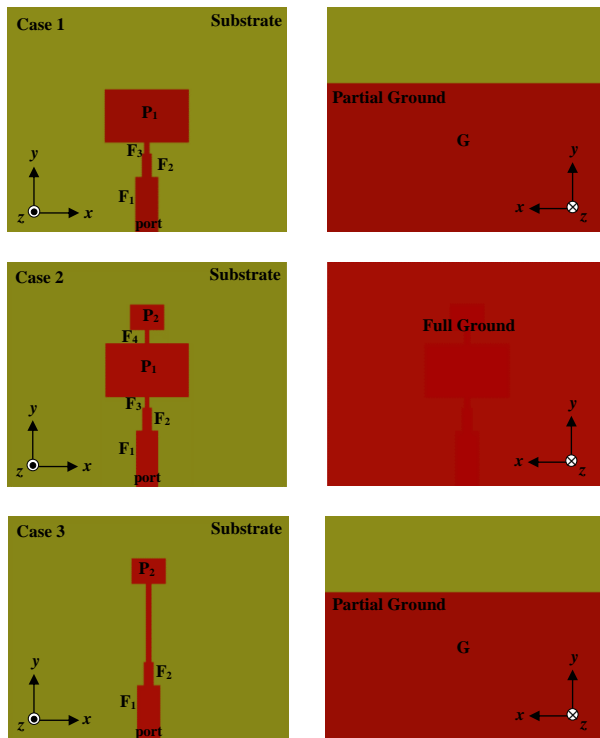 Case 1 Substrate
P1
F3
F2
F1
port
y
z x
Partial Ground
G
y
x z
Case 2 Substrate
P2
F4
P1
F3
F2
F1
port
y
z x
Full Ground
y
x z
Case 3 Substrate
P2
F2
F1
port
y
z x
Partial Ground
G
y
x z